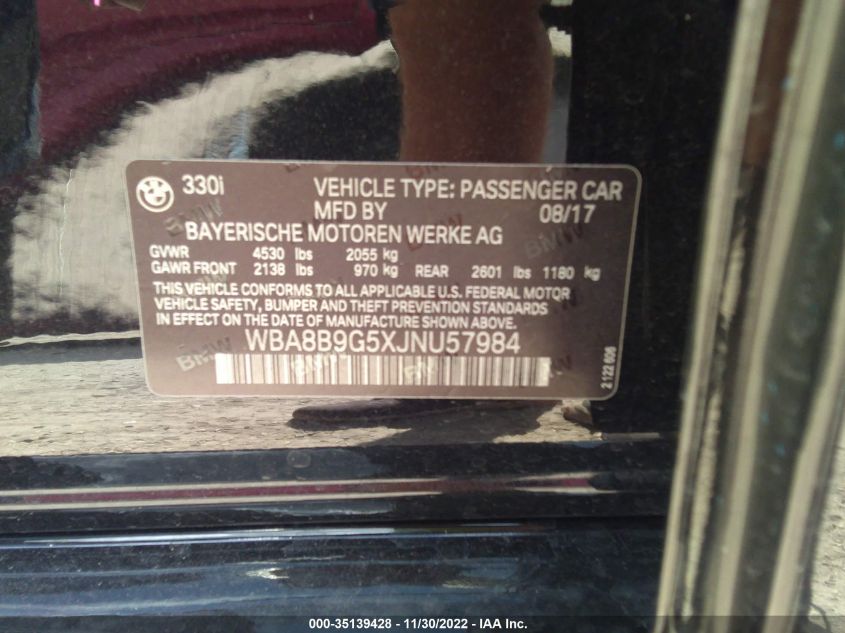 330i VEHICLE TYPE: PASSENGER CAR
MFD BY 08/17
BAYERISCHE MOTOREN WERKE AG
GVWR 4530 lbs 2055 kg
GAWR FRONT 2138 lbs 970 kg REAR 2601 lbs 1180 kg
THIS VEHICLE CONFORMS TO ALL APPLICABLE U.S. FEDERAL MOTOR
VEHICLE SAFETY, BUMPER AND THEFT PREVENTION STANDARDS
IN EFFECT ON THE DATE OF MANUFACTURE SHOWN ABOVE.
WBA8B9G5XJNU57984
2 122 606
000-35139428 - 11/30/2022 - IAA Inc.